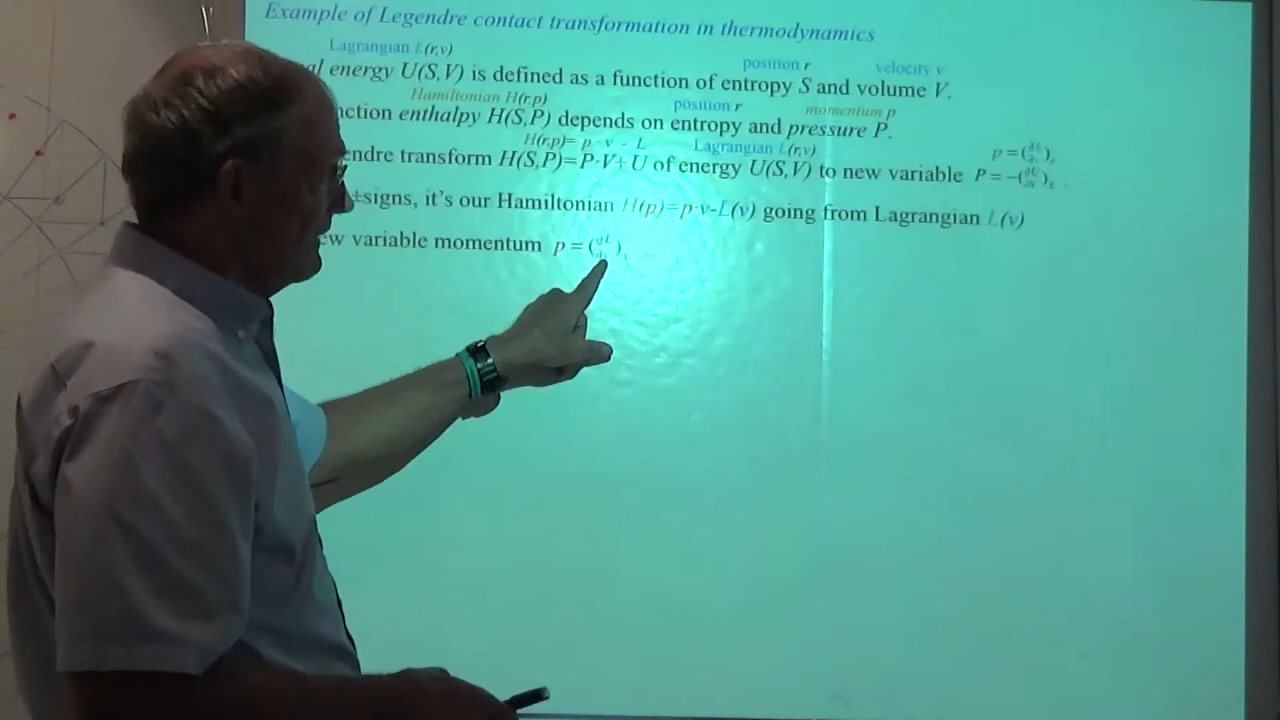 Example of Legendre contact transformation in thermodynamics
Lagrangian L(r,v) position r velocity v
al energy U(S,V) is defined as a function of entropy S and volume V.
Hamiltonian H(r,p) position r momentum p
nction enthalpy H(S,P) depends on entropy and pressure P.
H(r,p)= p · v - L Lagrangian L(r,v) p=(∂L/∂v)r
endre transform H(S,P)=P·V+U of energy U(S,V) to new variable P=-(∂U/∂V)S .
±signs, it's our Hamiltonian H(p)=p·v-L(v) going from Lagrangian L(v)
ew variable momentum p =